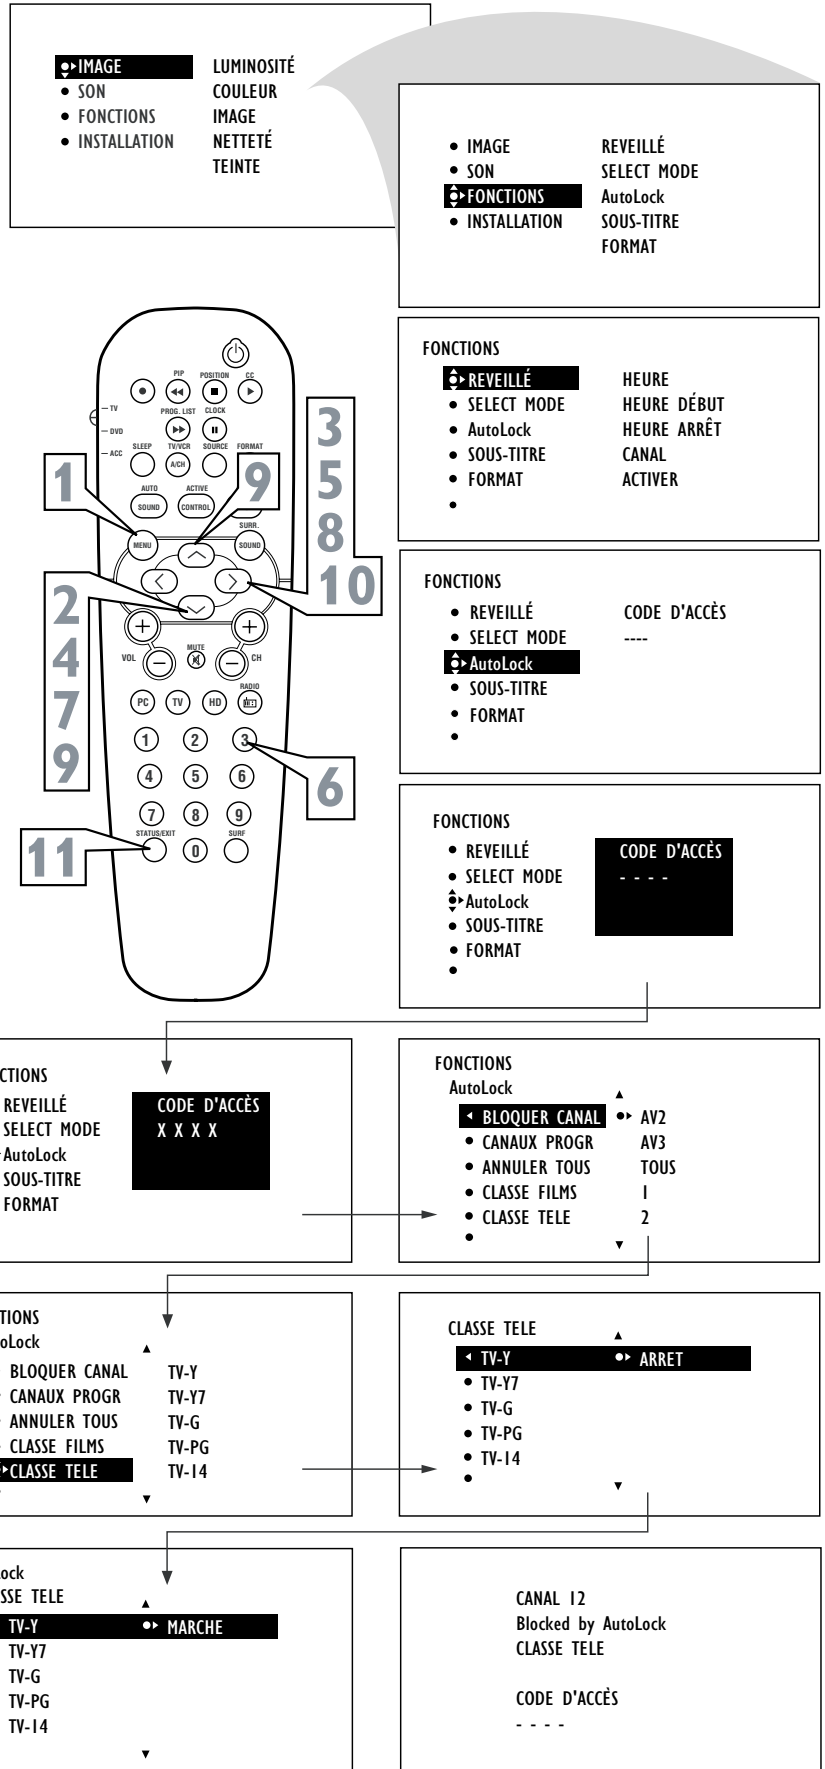 IMAGE LUMINOSITÉ
SON COULEUR
FONCTIONS IMAGE
INSTALLATION NETTETÉ
TEINTE
IMAGE REVEILLÉ
SON SELECT MODE
FONCTIONS AutoLock
INSTALLATION SOUS-TITRE
FORMAT
FONCTIONS
REVEILLÉ HEURE
SELECT MODE HEURE DÉBUT
AutoLock HEURE ARRÊT
SOUS-TITRE CANAL
FORMAT ACTIVER
PIP POSITION CC
TV
PROG. LIST CLOCK
DVD
ACC
SLEEP TV/VCR SOURCE FORMAT
A/CH
AUTO ACTIVE
SOUND CONTROL
SURR.
MENU SOUND
VOL MUTE CH
RADIO
PC TV HD
1 2 3
4 5 6
7 8 9
STATUS/EXIT SURF
0
1
9
3
5
8
10
2
4
7
9
6
11
FONCTIONS
REVEILLÉ CODE D'ACCÈS
SELECT MODE ----
AutoLock
SOUS-TITRE
FORMAT
FONCTIONS
REVEILLÉ CODE D'ACCÈS
SELECT MODE - - - -
AutoLock
SOUS-TITRE
FORMAT
CTIONS
REVEILLÉ CODE D'ACCÈS
SELECT MODE X X X X
AutoLock
SOUS-TITRE
FORMAT
FONCTIONS
AutoLock
BLOQUER CANAL AV2
CANAUX PROGR AV3
ANNULER TOUS TOUS
CLASSE FILMS 1
CLASSE TELE 2
TIONS
oLock
BLOQUER CANAL TV-Y
CANAUX PROGR TV-Y7
ANNULER TOUS TV-G
CLASSE FILMS TV-PG
CLASSE TELE TV-14
CLASSE TELE
TV-Y ARRET
TV-Y7
TV-G
TV-PG
TV-14
ock
SSE TELE
TV-Y MARCHE
TV-Y7
TV-G
TV-PG
TV-14
CANAL 12
Blocked by AutoLock
CLASSE TELE
CODE D'ACCÈS
- - - -